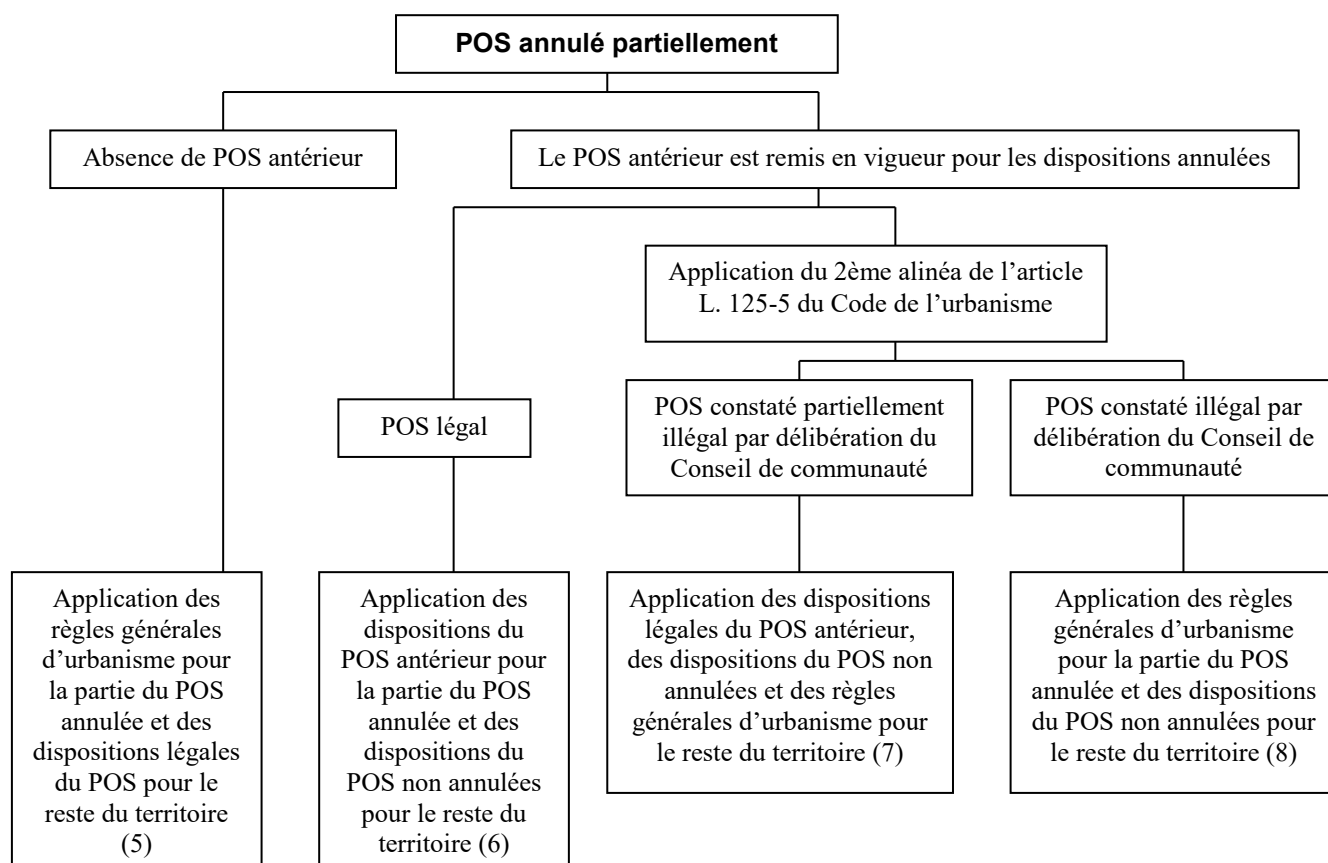 POS annulé partiellement
Absence de POS antérieur
Le POS antérieur est remis en vigueur pour les dispositions annulées
Application du 2ème alinéa de l’article
L. 125-5 du Code de l’urbanisme
POS légal
POS constaté partiellement
illégal par délibération du
Conseil de communauté
POS constaté illégal par
délibération du Conseil de
communauté
Application des
règles générales
d’urbanisme pour
la partie du POS
annulée et des
dispositions légales
du POS pour le
reste du territoire
(5)
Application des
dispositions du
POS antérieur pour
la partie du POS
annulée et des
dispositions du
POS non annulées
pour le reste du
territoire (6)
Application des dispositions
légales du POS antérieur,
des dispositions du POS non
annulées et des règles
générales d’urbanisme pour
le reste du territoire (7)
Application des règles
générales d’urbanisme
pour la partie du POS
annulée et des dispositions
du POS non annulées pour
le reste du territoire (8)